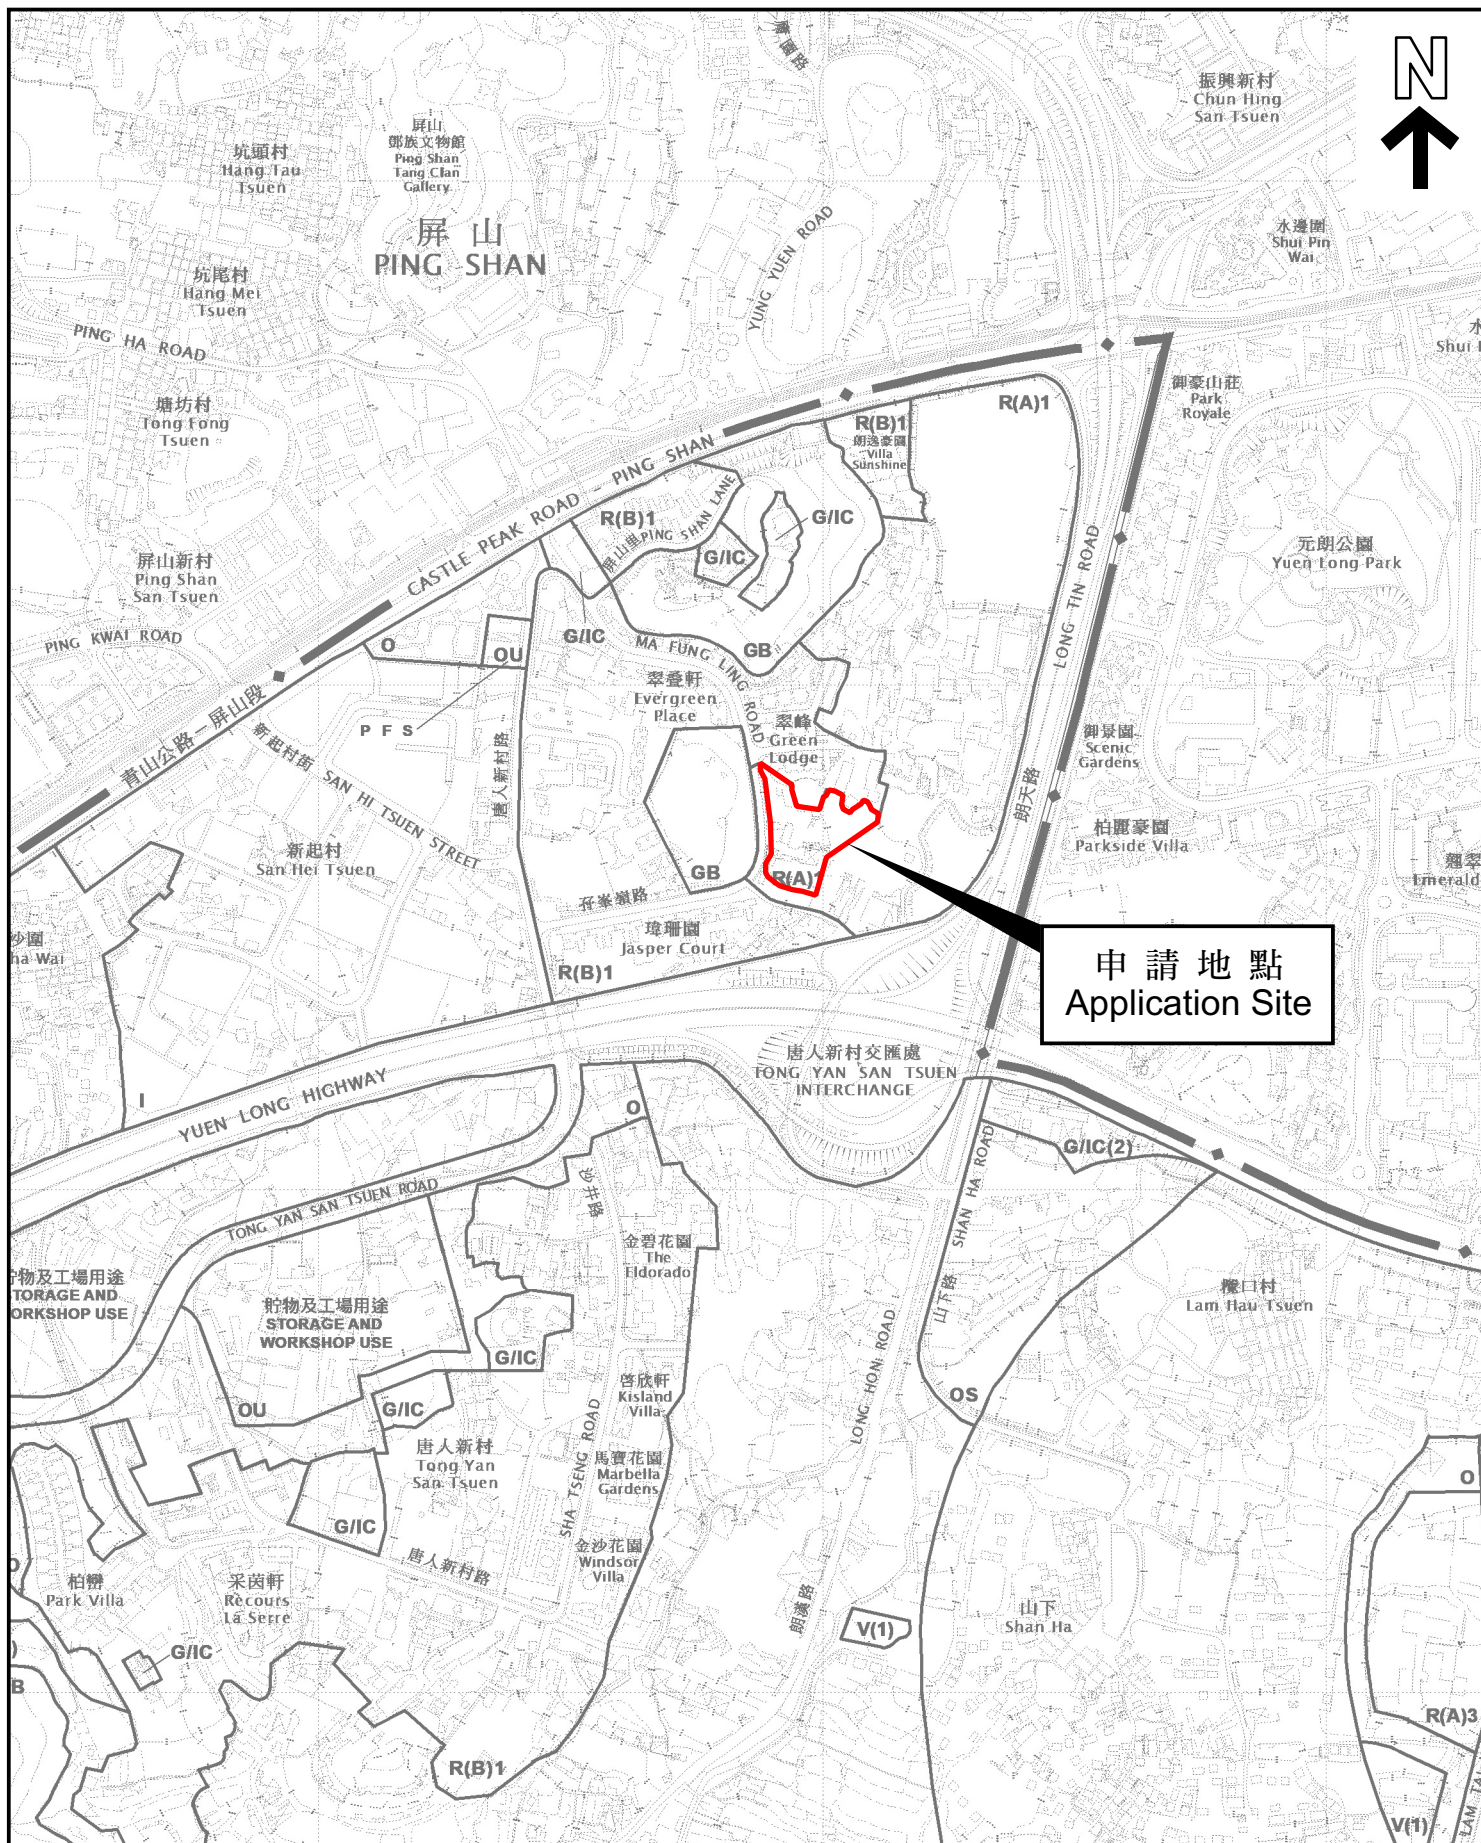 N
振興新村
Chun Hing
San Tsuen
屏山
鄧族文物館
Ping Shan
Tang Clan
Gallery
坑頭村
Hang Tau
Tsuen
屏 山
PING SHAN
水邊圍
Shui Pin
Wai
YUNG YUEN ROAD
坑尾村
Hang Mei
Tsuen
PING HA ROAD
御豪山莊
Park
Royale
塘坊村
Tong Fong
Tsuen
R(A)1
R(B)1
朗逸豪園
Villa
Sunshine
CASTLE PEAK ROAD - PING SHAN
R(B)1
屏山里 PING SHAN LANE
G/IC
G/IC
元朗公園
Yuen Long Park
屏山新村
Ping Shan
San Tsuen
PING KWAI ROAD
LONG TIN ROAD
O
OU
G/IC
MA FUNG LING ROAD
GB
翠疊軒
Evergreen
Place
翠峰
Green
Lodge
青山公路－屏山段
P F S
新起村街 SAN HI TSUEN STREET
唐人新村路
御景園
Scenic
Gardens
朗天路
柏麗豪園
Parkside Villa
新起村
San Hei Tsuen
GB
R(A)1
孖峯嶺路
瑋珊園
Jasper Court
R(B)1
申請地點
Application Site
唐人新村交匯處
TONG YAN SAN TSUEN
INTERCHANGE
I
YUEN LONG HIGHWAY
O
G/IC(2)
SHAN HA ROAD
山下路
TONG YAN SAN TSUEN ROAD
沙井路
金碧花園
The
Eldorado
欖口村
Lam Hau Tsuen
貯物及工場用途
STORAGE AND
WORKSHOP USE
G/IC
LONG HON ROAD
OU
G/IC
啓欣軒
Kisland
Villa
OS
唐人新村
Tong Yan
San Tsuen
SHA TSENG ROAD
馬寶花園
Marbella
Gardens
O
G/IC
唐人新村路
金沙花園
Windsor
Villa
柏巒
Park Villa
采茵軒
Recours
La Serre
朗漢路
山下
Shan Ha
V(1)
G/IC
R(A)3
R(B)1
V(1)